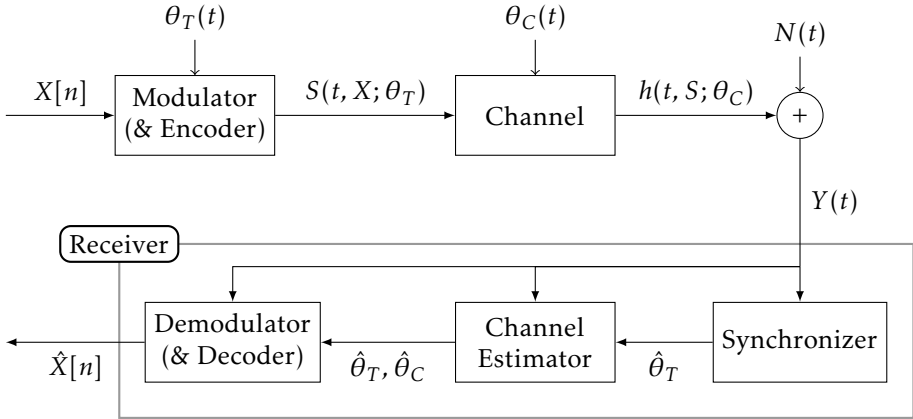 θ_T(t)
θ_C(t)
N(t)
X[n]
Modulator
(& Encoder)
S(t, X; θ_T)
Channel
h(t, S; θ_C)
+
Y(t)
Receiver
Demodulator
(& Decoder)
Channel
Estimator
Synchronizer
X̂[n]
θ̂_T, θ̂_C
θ̂_T